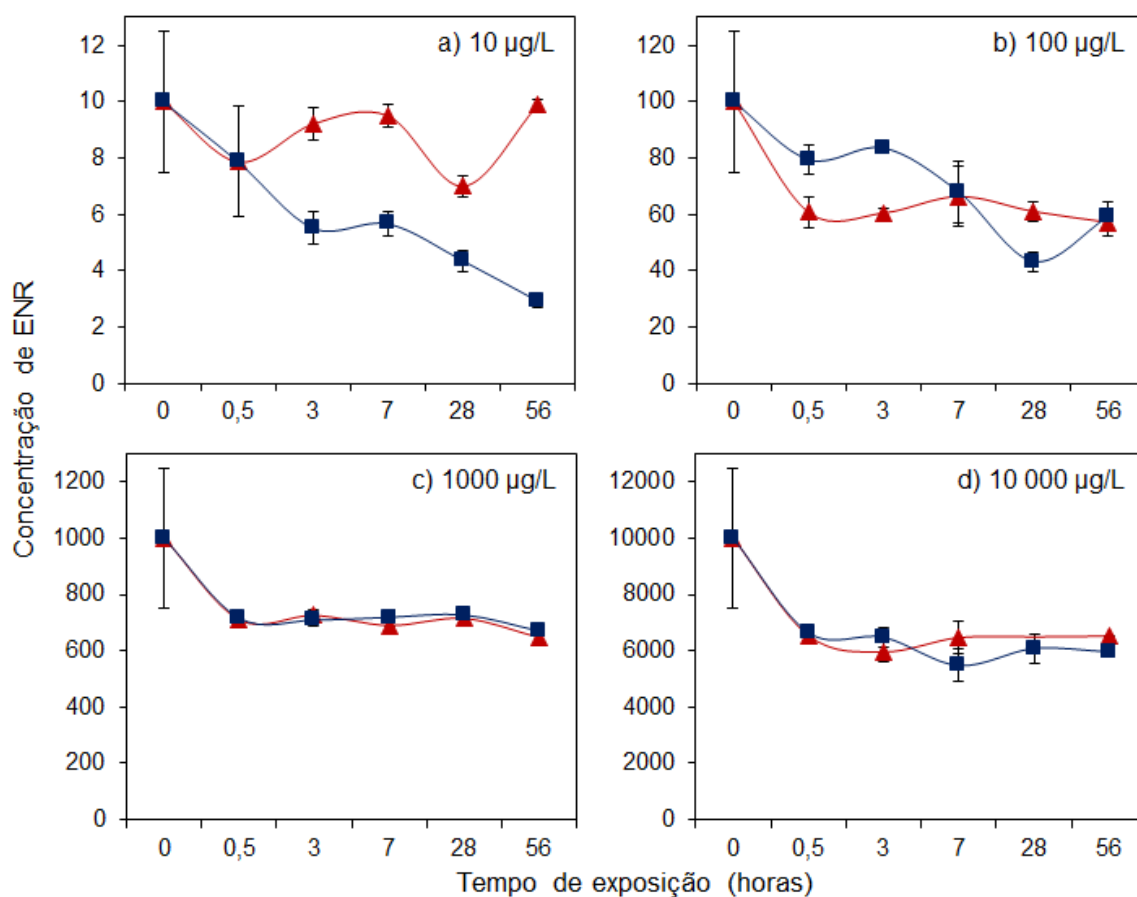 Concentração de ENR
a) 10 µg/L
12
10
8
6
4
2
0
0 0,5 3 7 28 56
b) 100 µg/L
120
100
80
60
40
20
0
0 0,5 3 7 28 56
c) 1000 µg/L
1200
1000
800
600
400
200
0
0 0,5 3 7 28 56
d) 10 000 µg/L
12000
10000
8000
6000
4000
2000
0
0 0,5 3 7 28 56
Tempo de exposição (horas)